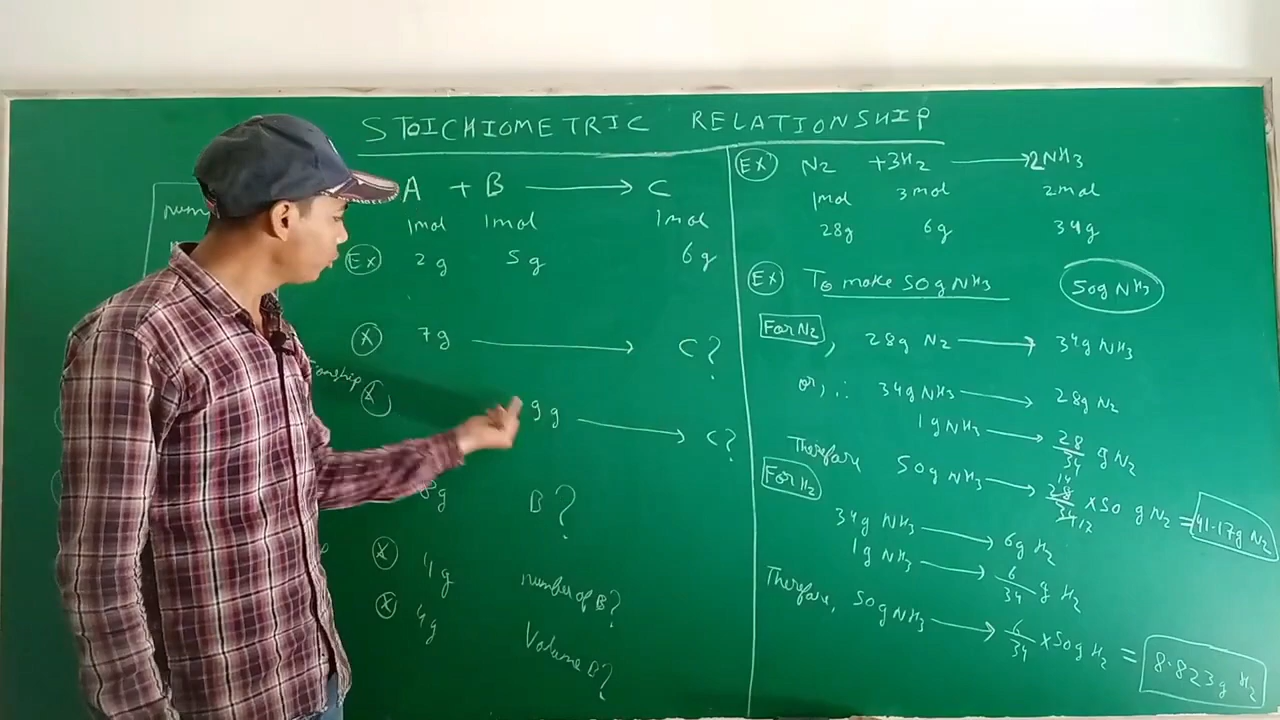 STOICHIOMETRIC RELATIONSHIP
A + B → C
1mol 1mol 1mol
Ex 2g 5g 6g
7g → C?
9g → C?
8g B?
4g number of B?
4g Volume B?
Ex N2 + 3H2 → 2NH3
1mol 3mol 2mol
28g 6g 34g
Ex To make 50g NH3 50g NH3
For N2, 28g N2 → 34g NH3
or, ∴ 34g NH3 → 28g N2
1g NH3 → 28/34 g N2
Therefore 50g NH3 → 28/34 × 50 g N2 = 41.17g N2
For H2
34g NH3 → 6g H2
1g NH3 → 6/34 g H2
Therefore, 50g NH3 → 6/34 × 50g H2 = 8.823g H2